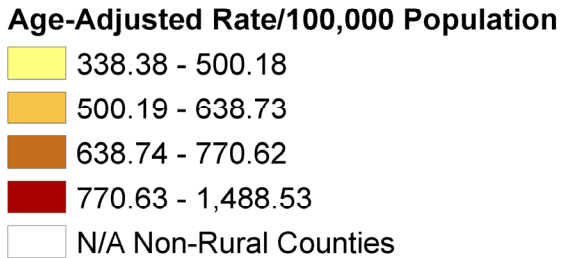 Age-Adjusted Rate/100,000 Population
338.38 - 500.18
500.19 - 638.73
638.74 - 770.62
770.63 - 1,488.53
N/A Non-Rural Counties